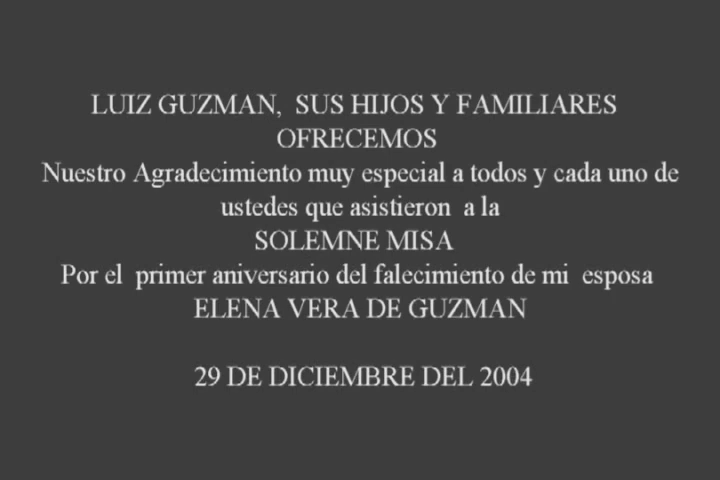 LUIZ GUZMAN, SUS HIJOS Y FAMILIARES
OFRECEMOS
Nuestro Agradecimiento muy especial a todos y cada uno de
ustedes que asistieron a la
SOLEMNE MISA
Por el primer aniversario del falecimiento de mi esposa
ELENA VERA DE GUZMAN
29 DE DICIEMBRE DEL 2004